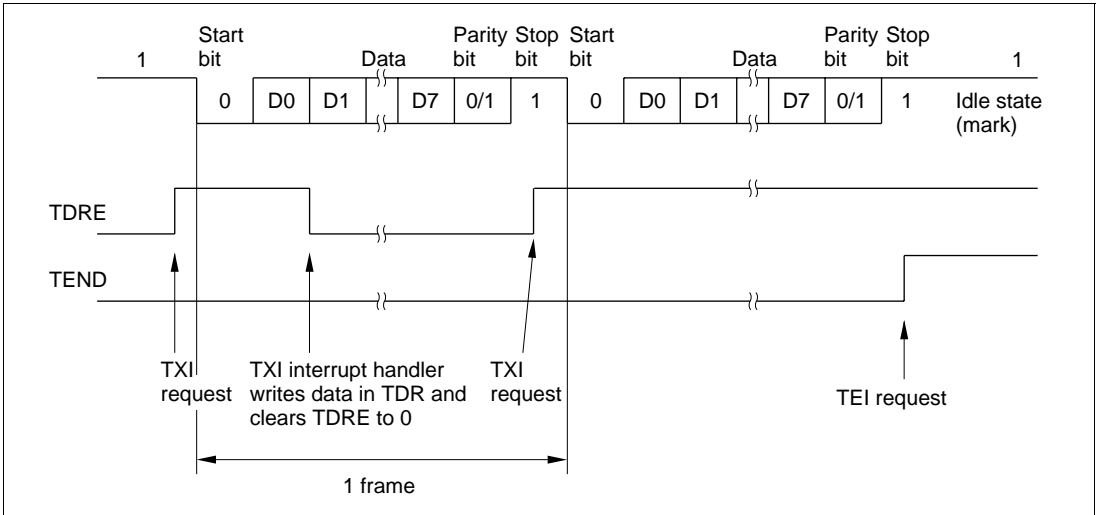 Start Parity Stop Start Parity Stop
1 bit Data bit bit bit Data bit bit 1
0 D0 D1 D7 0/1 1 0 D0 D1 D7 0/1 1 Idle state
(mark)
TDRE
TEND
TXI TXI interrupt handler TXI
request writes data in TDR and request TEI request
clears TDRE to 0
1 frame